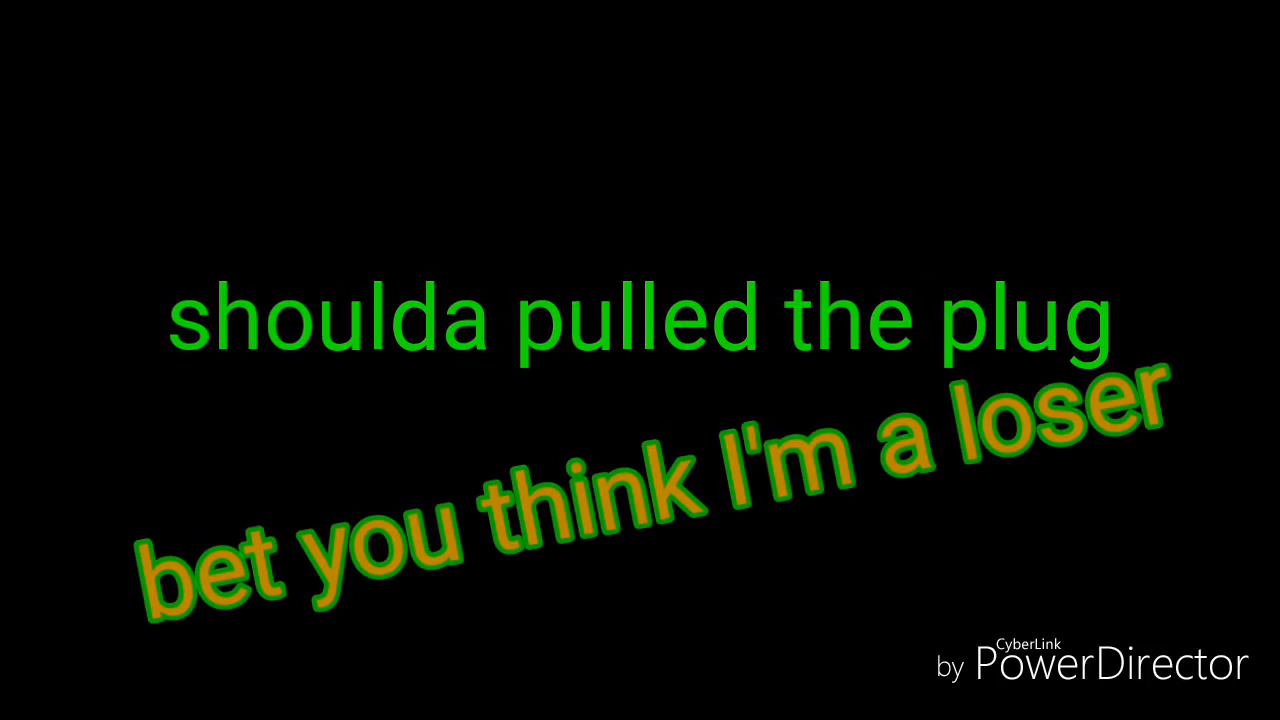 shoulda pulled the plug
bet you think I'm a loser
by CyberLink PowerDirector